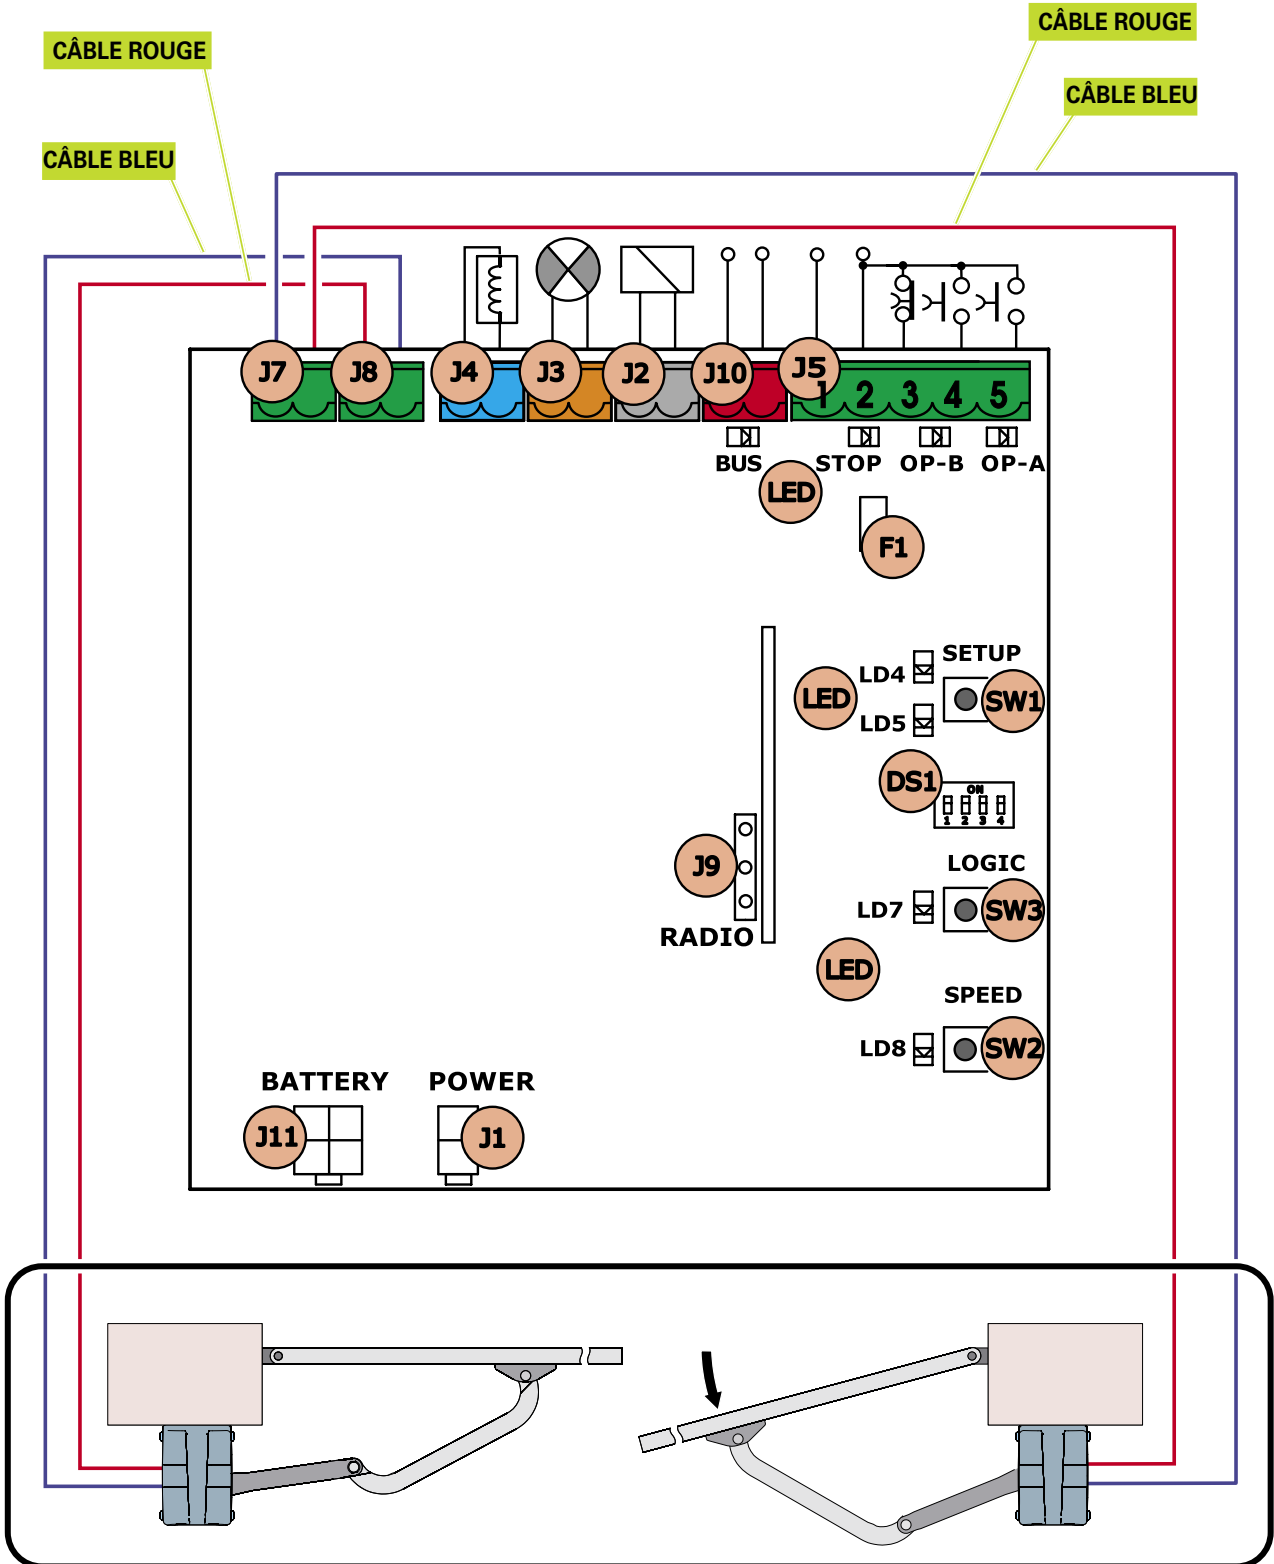 CÂBLE ROUGE
CÂBLE ROUGE
CÂBLE BLEU
CÂBLE BLEU
J7 J8 J4 J3 J2 J10 J5
1 2 3 4 5
BUS STOP OP-B OP-A
LED
F1
SETUP
LD4
LED SW1
LD5
DS1
ON
1 2 3 4
LOGIC
J9
LD7 SW3
RADIO
LED
SPEED
LD8 SW2
BATTERY POWER
J11 J1